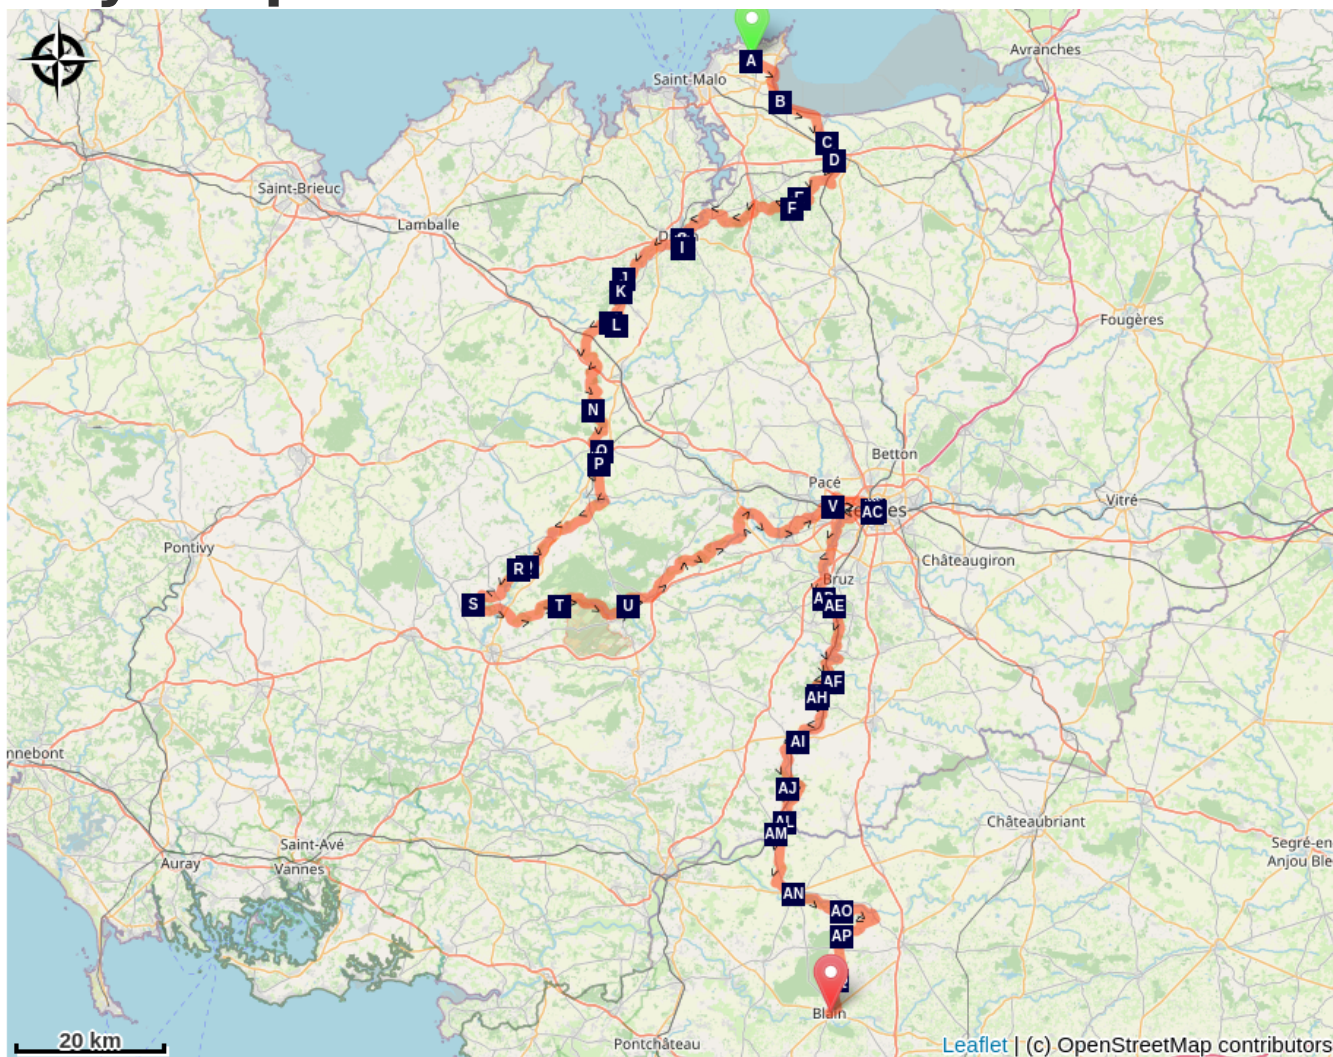 Avranches
A
Saint-Malo
B
C
D
Saint-Brieuc
F
Lamballe
I
J
K
Fougères
L
N
Betton
P
Pacé
Vitré
V
AC
Pontivy
Châteaugiron
R
Bruz
S
T
U
AE
AF
AH
AI
nnebont
AJ
Châteaubriant
AL
AM
Saint-Avé
Segré-en
Auray
Vannes
Anjou Ble
AN
AO
AP
Blain
20 km
Pontchâteau
Leaflet | (c) OpenStreetMap contributors